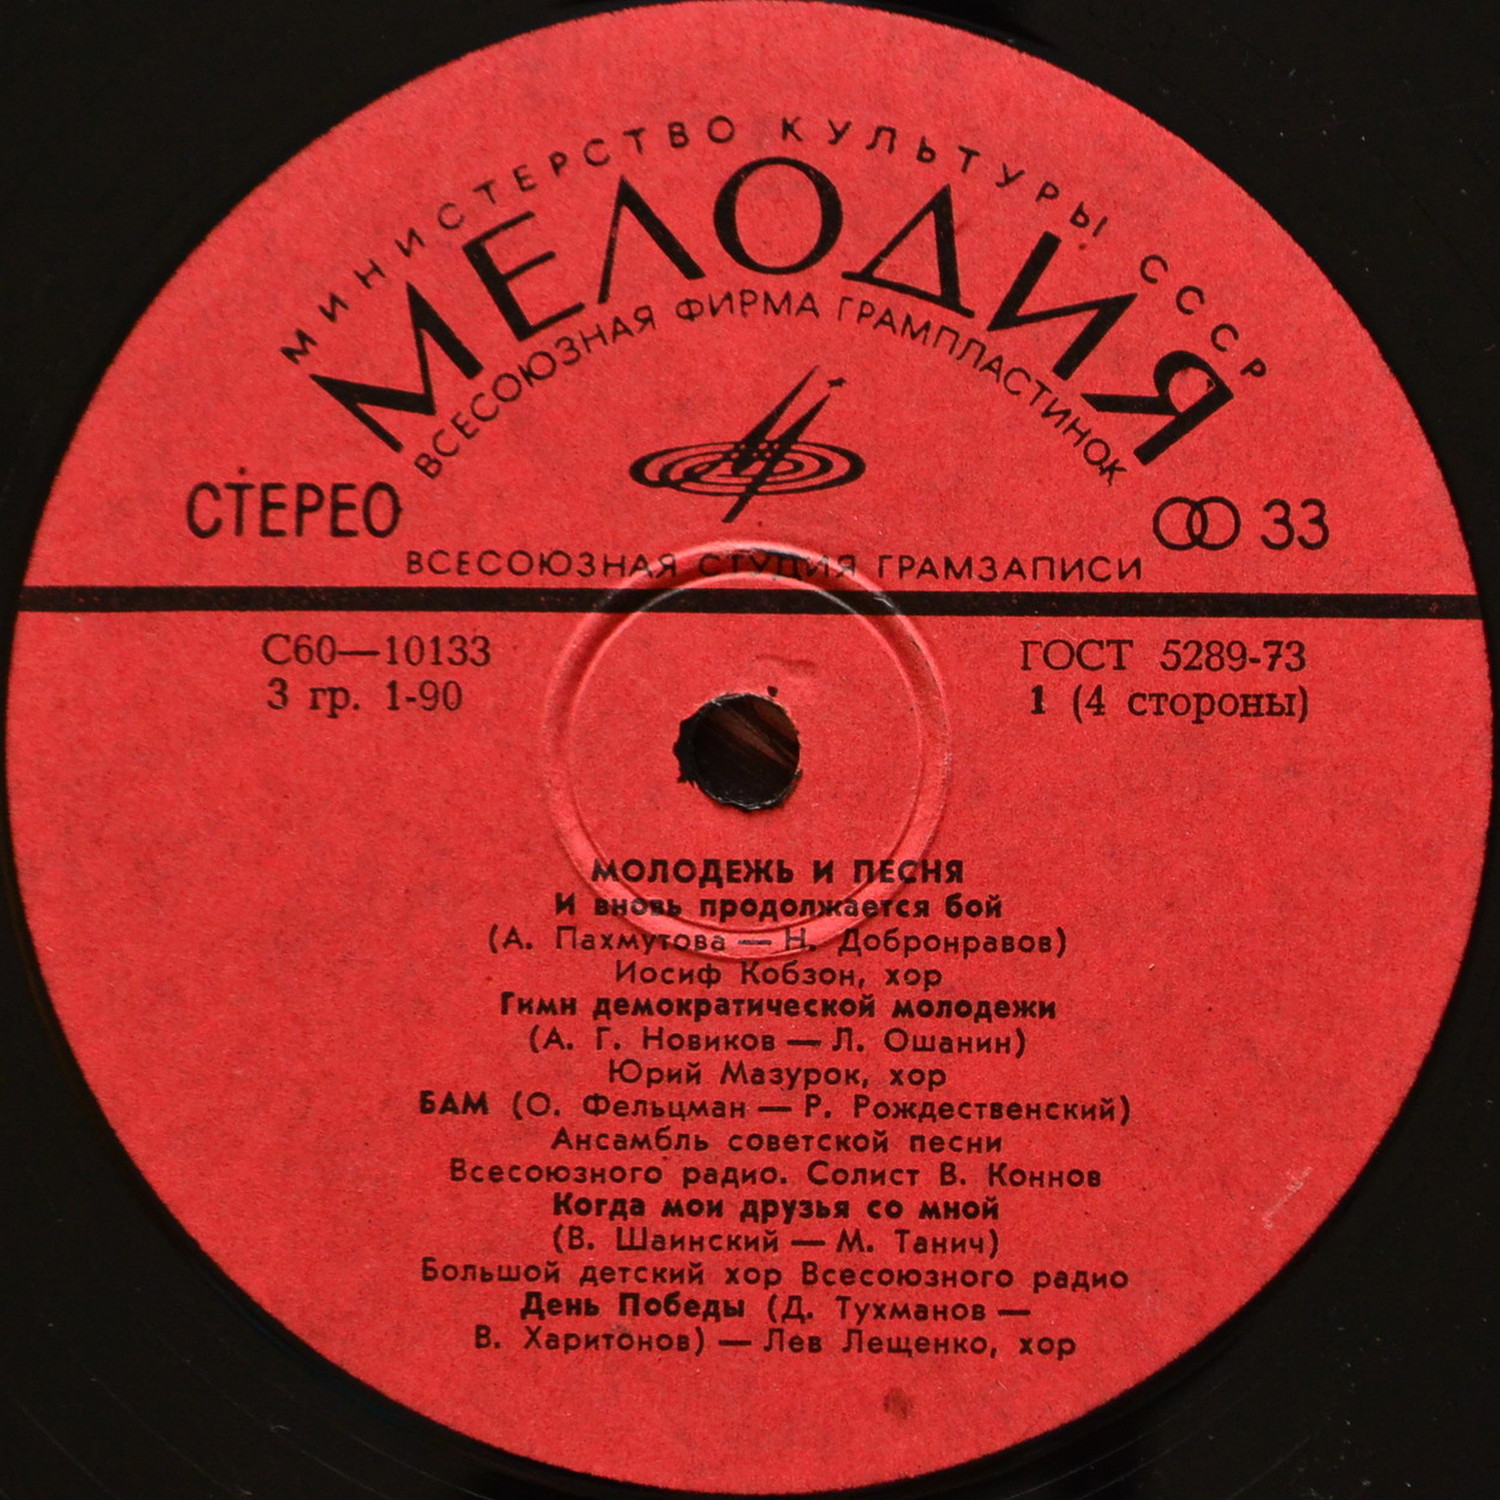 МИНИСТЕРСТВО КУЛЬТУРЫ СССР
МЕЛОДИЯ
ВСЕСОЮЗНАЯ ФИРМА ГРАМПЛАСТИНОК
СТЕРЕО
33
ВСЕСОЮЗНАЯ СТУДИЯ ГРАМЗАПИСИ
С60—10133
ГОСТ 5289-73
3 гр. 1-90
1 (4 стороны)
МОЛОДЕЖЬ И ПЕСНЯ
И вновь продолжается бой
(А. Пахмутова — Н. Добронравов)
Иосиф Кобзон, хор
Гимн демократической молодежи
(А. Г. Новиков — Л. Ошанин)
Юрий Мазурок, хор
БАМ (О. Фельцман — Р. Рождественский)
Ансамбль советской песни
Всесоюзного радио. Солист В. Коннов
Когда мои друзья со мной
(В. Шаинский — М. Танич)
Большой детский хор Всесоюзного радио
День Победы (Д. Тухманов —
В. Харитонов) — Лев Лещенко, хор